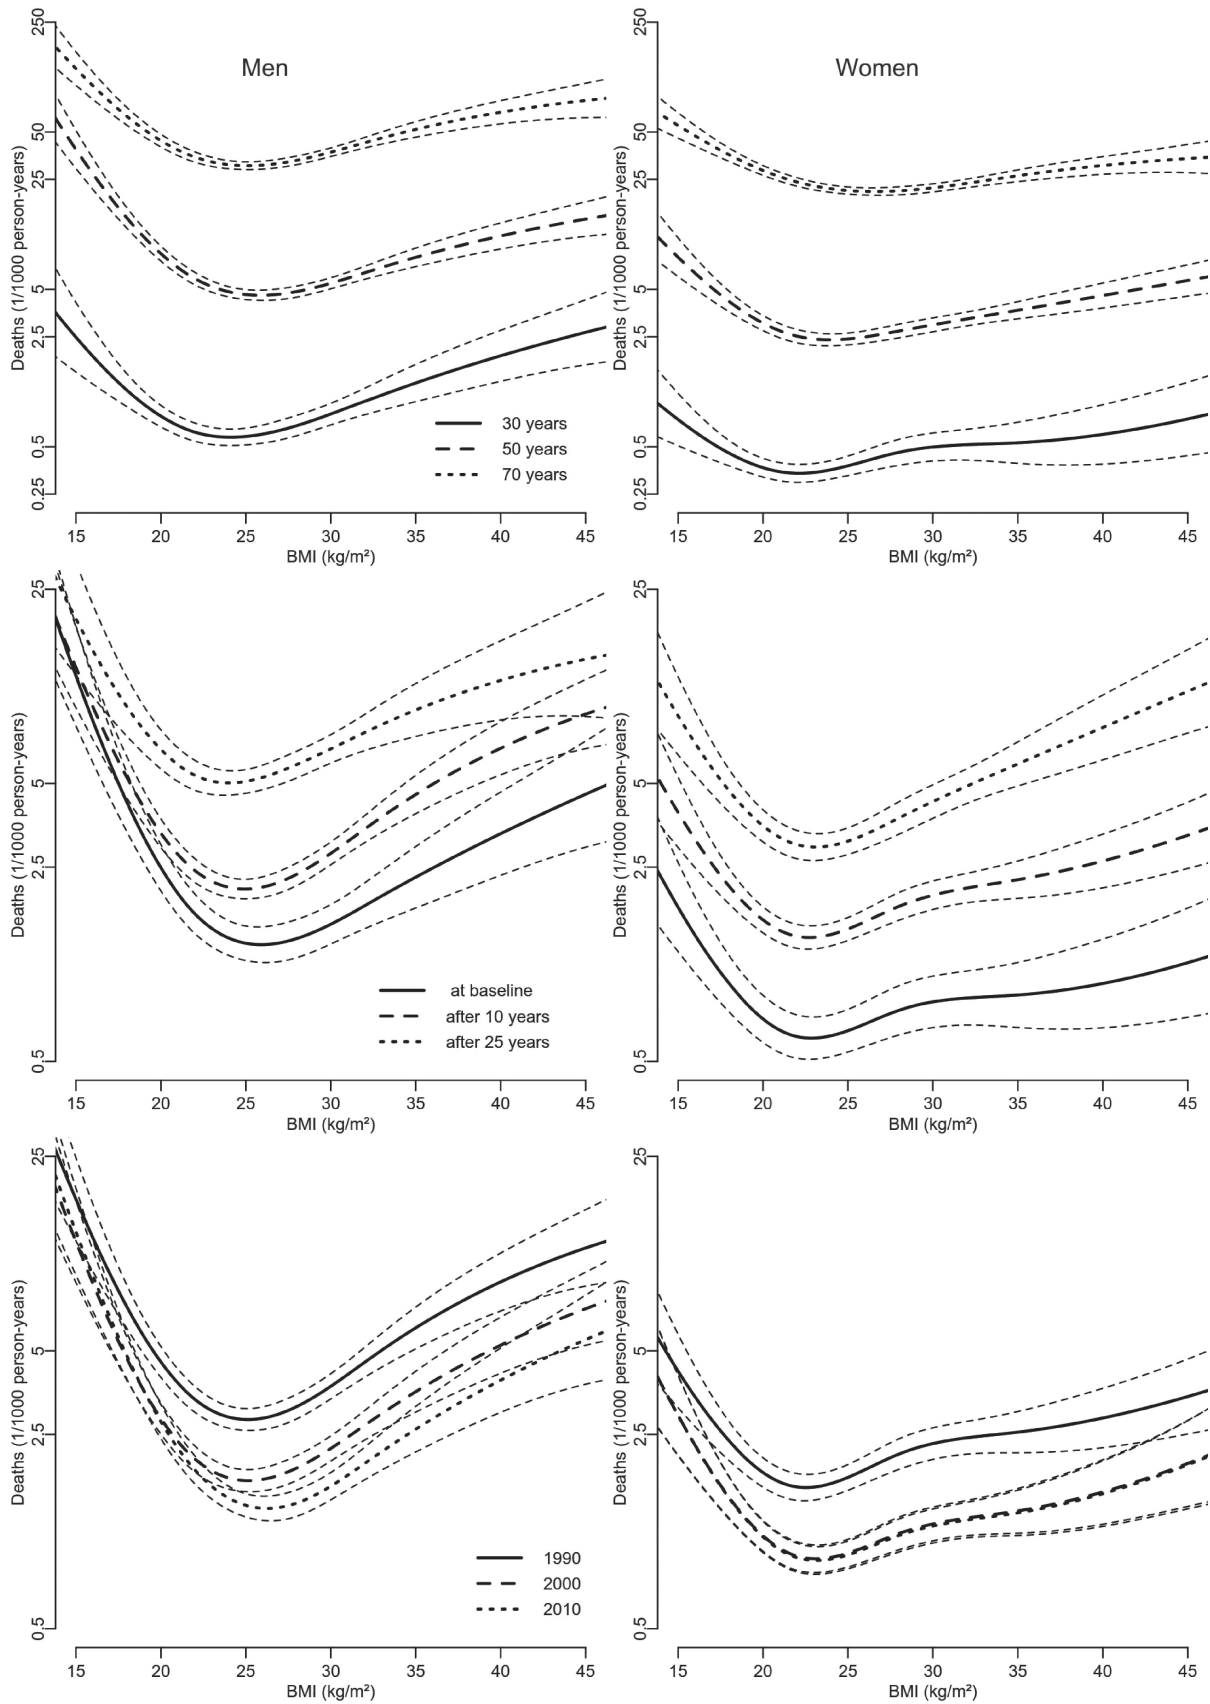 Men
Deaths (1/1000 person-years)
250
50
25
5
2.5
0.5
0.25
30 years
50 years
70 years
15 20 25 30 35 40 45
BMI (kg/m²)
Women
Deaths (1/1000 person-years)
250
50
25
5
2.5
0.5
0.25
15 20 25 30 35 40 45
BMI (kg/m²)
Deaths (1/1000 person-years)
25
5
2.5
0.5
at baseline
after 10 years
after 25 years
15 20 25 30 35 40 45
BMI (kg/m²)
Deaths (1/1000 person-years)
25
5
2.5
0.5
15 20 25 30 35 40 45
BMI (kg/m²)
Deaths (1/1000 person-years)
25
5
2.5
0.5
1990
2000
2010
15 20 25 30 35 40 45
BMI (kg/m²)
Deaths (1/1000 person-years)
25
5
2.5
0.5
15 20 25 30 35 40 45
BMI (kg/m²)